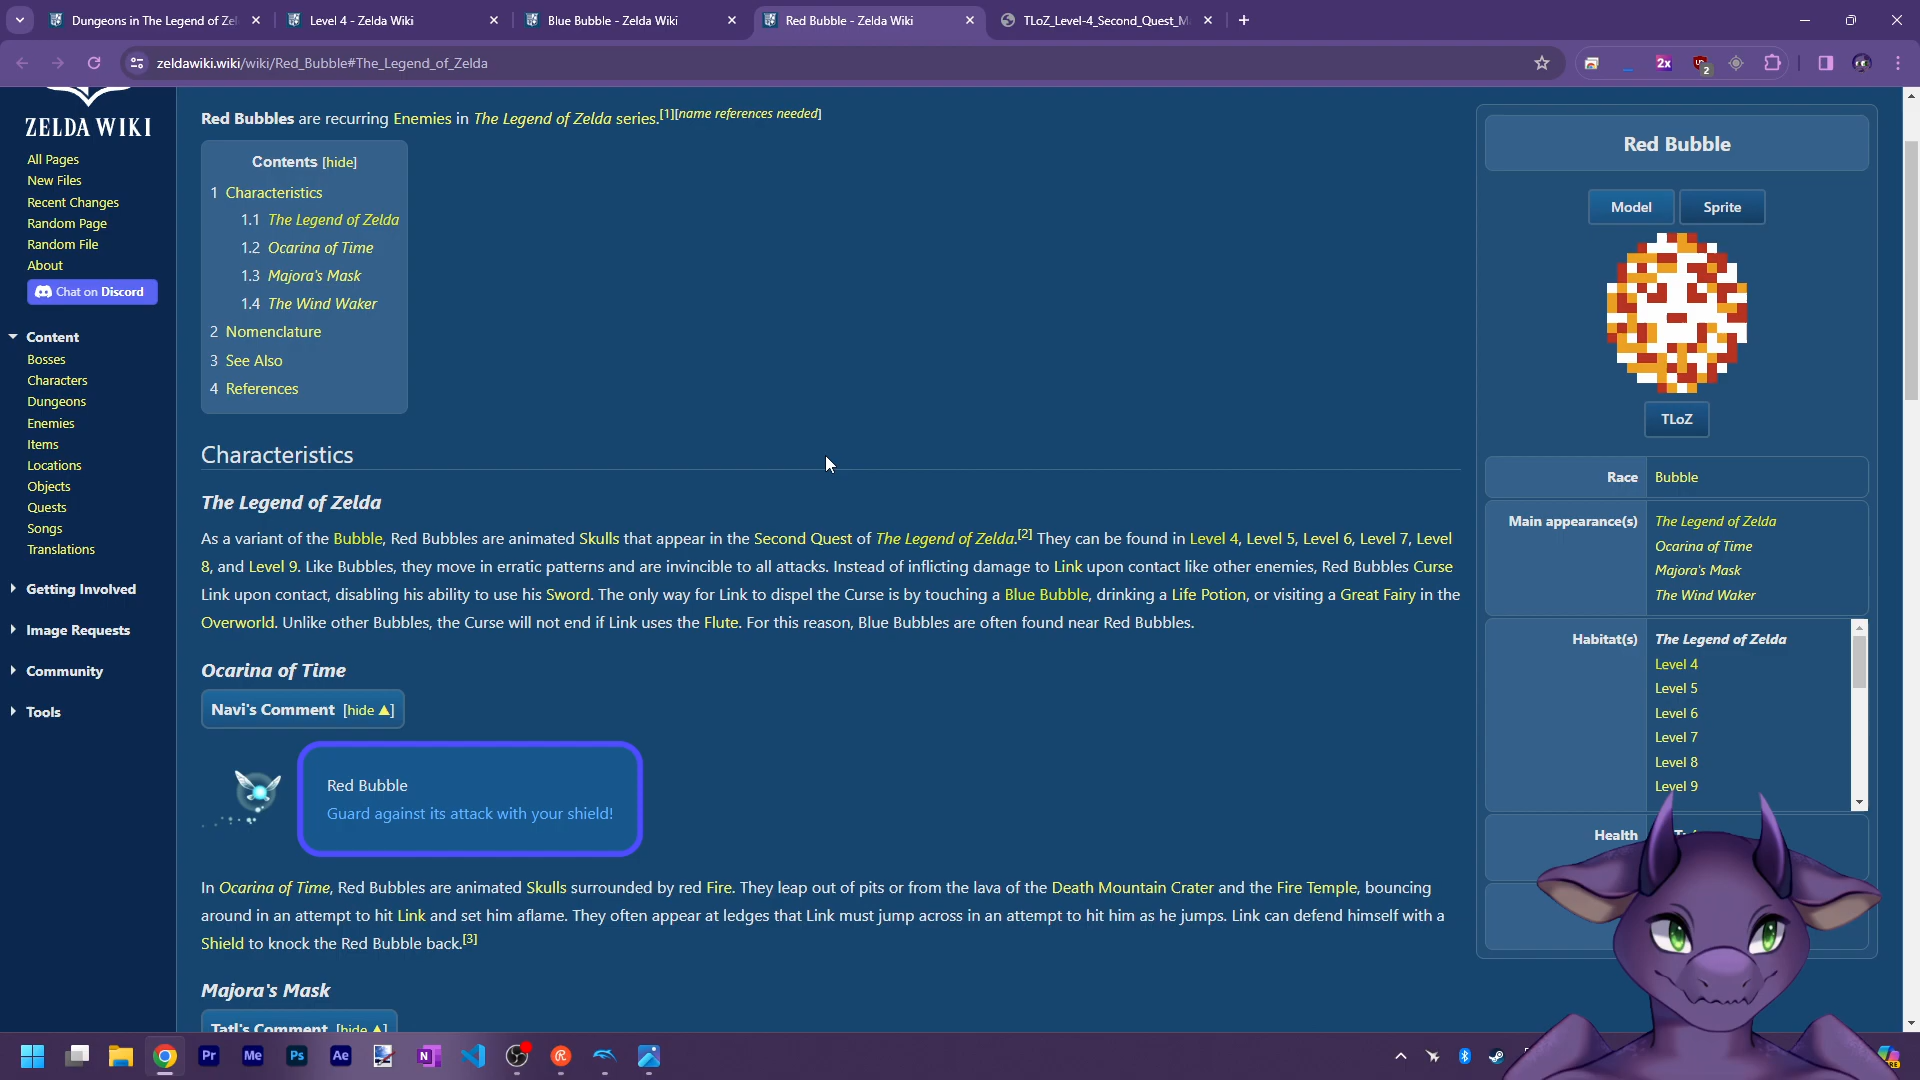 Dungeons in The Legend of Zel
Level 4 - Zelda Wiki
Blue Bubble - Zelda Wiki
Red Bubble - Zelda Wiki
TLoZ_Level-4_Second_Quest_M
zeldawiki.wiki/wiki/Red_Bubble#The_Legend_of_Zelda
2x
2
ZELDA WIKI
All Pages
New Files
Recent Changes
Random Page
Random File
About
Chat on Discord
Content
Bosses
Characters
Dungeons
Enemies
Items
Locations
Objects
Quests
Songs
Translations
Getting Involved
Image Requests
Community
Tools
Red Bubbles are recurring Enemies in The Legend of Zelda series.[1][name references needed]
Contents [hide]
1 Characteristics
1.1 The Legend of Zelda
1.2 Ocarina of Time
1.3 Majora's Mask
1.4 The Wind Waker
2 Nomenclature
3 See Also
4 References
Characteristics
The Legend of Zelda
As a variant of the Bubble, Red Bubbles are animated Skulls that appear in the Second Quest of The Legend of Zelda.[2] They can be found in Level 4, Level 5, Level 6, Level 7, Level
8, and Level 9. Like Bubbles, they move in erratic patterns and are invincible to all attacks. Instead of inflicting damage to Link upon contact like other enemies, Red Bubbles Curse
Link upon contact, disabling his ability to use his Sword. The only way for Link to dispel the Curse is by touching a Blue Bubble, drinking a Life Potion, or visiting a Great Fairy in the
Overworld. Unlike other Bubbles, the Curse will not end if Link uses the Flute. For this reason, Blue Bubbles are often found near Red Bubbles.
Ocarina of Time
Navi's Comment [hide ▲]
Red Bubble
Guard against its attack with your shield!
In Ocarina of Time, Red Bubbles are animated Skulls surrounded by red Fire. They leap out of pits or from the lava of the Death Mountain Crater and the Fire Temple, bouncing
around in an attempt to hit Link and set him aflame. They often appear at ledges that Link must jump across in an attempt to hit him as he jumps. Link can defend himself with a
Shield to knock the Red Bubble back.[3]
Majora's Mask
Tatl's Comment [hide ▲]
Red Bubble
Model
Sprite
TLoZ
Race
Bubble
Main appearance(s)
The Legend of Zelda
Ocarina of Time
Majora's Mask
The Wind Waker
Habitat(s)
The Legend of Zelda
Level 4
Level 5
Level 6
Level 7
Level 8
Level 9
Health
Pr
Me
Ps
Ae
N